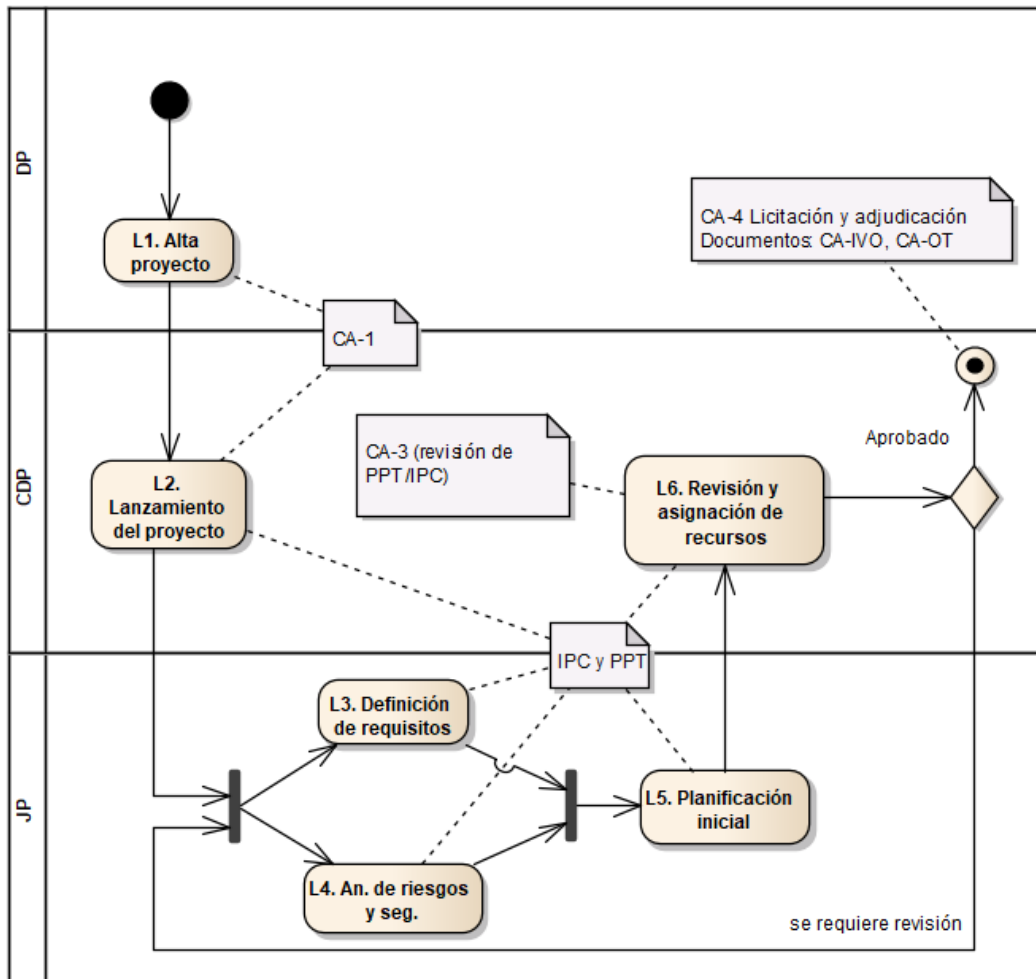 DP
L1. Alta
proyecto
CA-4 Licitación y adjudicación
Documentos: CA-IVO, CA-OT
CA-1
CDP
L2.
Lanzamiento
del proyecto
CA-3 (revisión de
PPT/IPC)
L6. Revisión y
asignación de
recursos
Aprobado
IPC y PPT
JP
L3. Definición
de requisitos
L4. An. de riesgos
y seg.
L5. Planificación
inicial
se requiere revisión